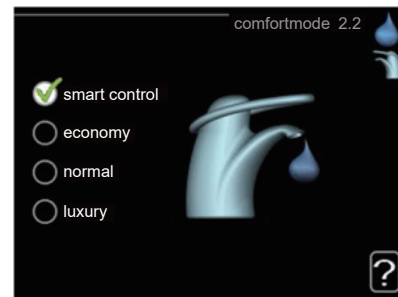 comfortmode 2.2
smart control
economy
normal
luxury
?